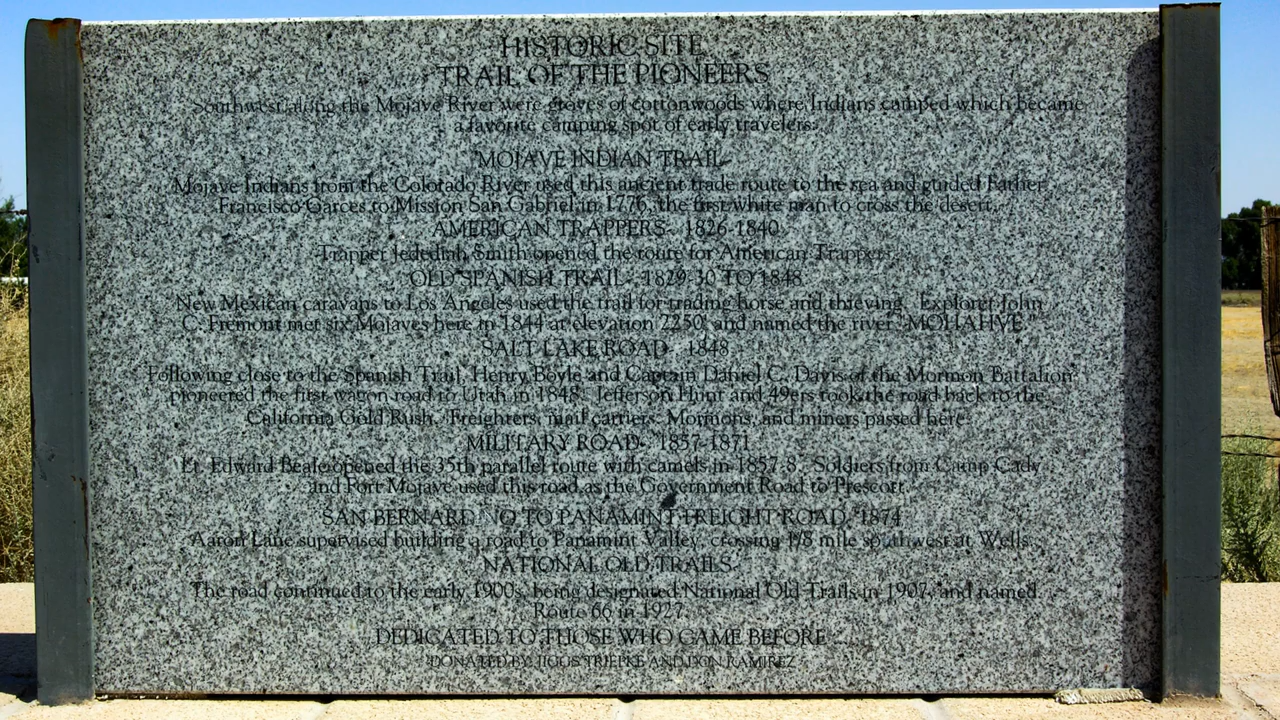 HISTORIC SITE
TRAIL OF THE PIONEERS
Southwest along the Mojave River were groves of cottonwoods where Indians camped which became
a favorite camping spot of early travelers.
MOJAVE INDIAN TRAIL
Mojave Indians from the Colorado River used this ancient trade route to the sea and guided Father
Francisco Garces to Mission San Gabriel in 1776, the first white man to cross the desert.
AMERICAN TRAPPERS - 1826-1840
Trapper Jedediah Smith opened the route for American Trappers.
OLD SPANISH TRAIL - 1829-30 TO 1848
New Mexican caravans to Los Angeles used the trail for trading horse and thieving. Explorer John
C. Fremont met six Mojaves here in 1844 at elevation 2250, and named the river "MOHAHVE."
SALT LAKE ROAD - 1848
Following close to the Spanish Trail, Henry Boyle and Captain Daniel C. Davis of the Mormon Battalion
pioneered the first wagon road to Utah in 1848. Jefferson Hunt and 49ers took the road back to the
California Gold Rush. Freighters, mail carriers, Mormons, and miners passed here.
MILITARY ROAD - 1857-1871
Lt. Edward Beale opened the 35th parallel route with camels in 1857-8. Soldiers from Camp Cady
and Fort Mojave used this road as the Government Road to Prescott.
SAN BERNARDINO TO PANAMINT FREIGHT ROAD, 1874
Aaron Lane supervised building a road to Panamint Valley, crossing 1/8 mile southwest at Wells.
NATIONAL OLD TRAILS
The road continued to the early 1900s, being designated National Old Trails in 1907, and named
Route 66 in 1927.
DEDICATED TO THOSE WHO CAME BEFORE
DONATED BY: TRIEPKE AND DON RAMIREZ